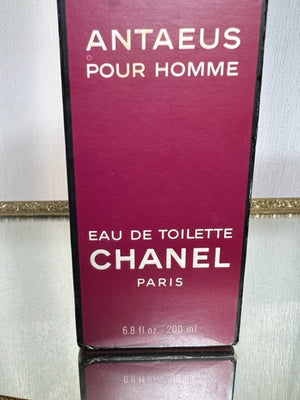 ANTAEUS
POUR HOMME
EAU DE TOILETTE
CHANEL
PARIS
6.8 fl.oz. - 200 ml